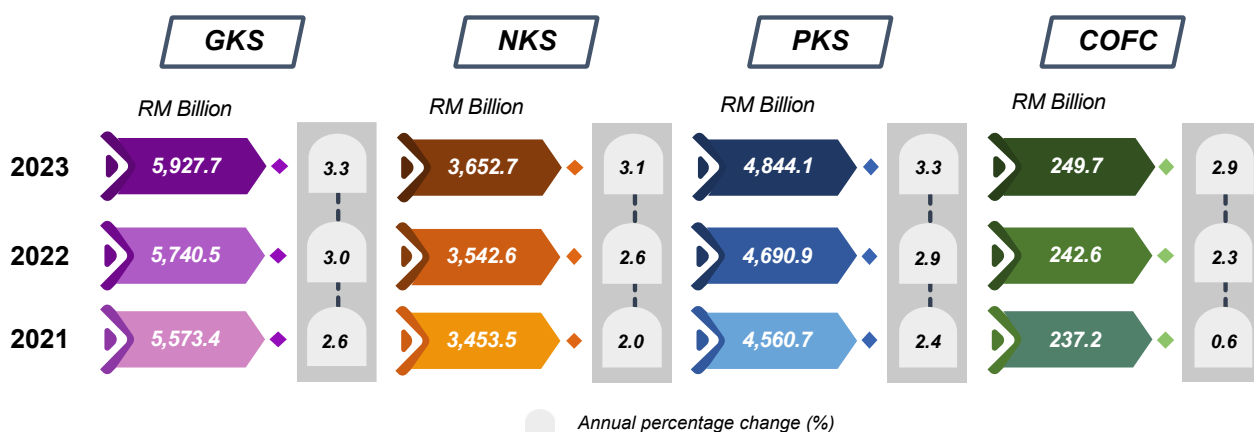 GKS NKS PKS COFC
RM Billion RM Billion RM Billion RM Billion
2023 5,927.7 3.3 3,652.7 3.1 4,844.1 3.3 249.7 2.9
2022 5,740.5 3.0 3,542.6 2.6 4,690.9 2.9 242.6 2.3
2021 5,573.4 2.6 3,453.5 2.0 4,560.7 2.4 237.2 0.6
Annual percentage change (%)